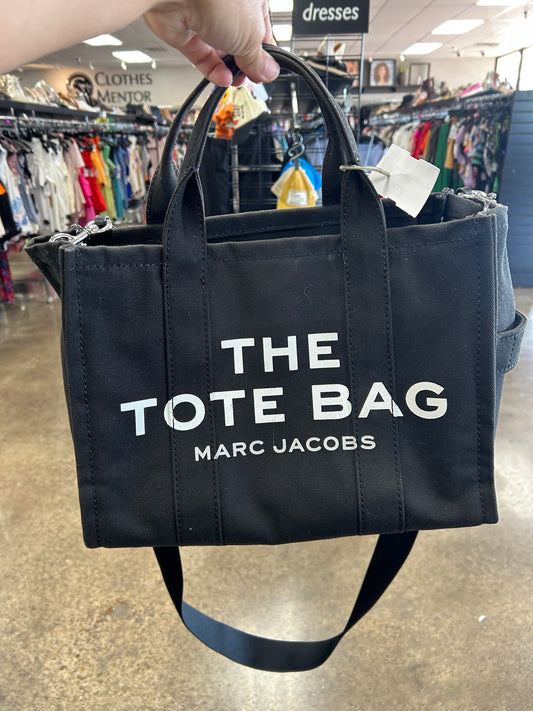 dresses
CLOTHES
MENTOR
THE
TOTE BAG
MARC JACOBS